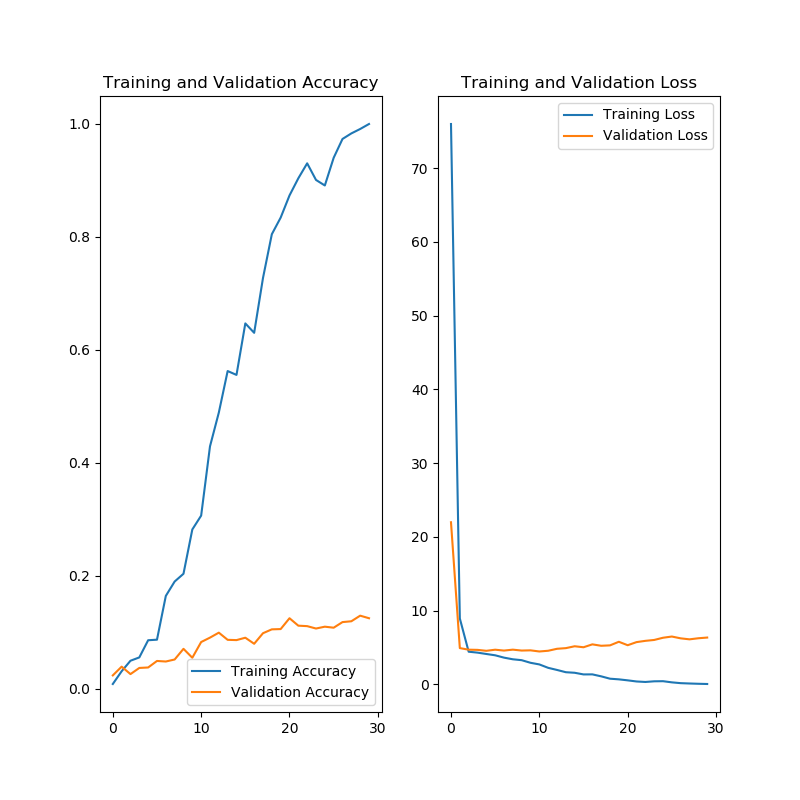 Training and Validation Accuracy
1.0
0.8
0.6
0.4
0.2
0.0
Training Accuracy
Validation Accuracy
0 10 20 30
Training and Validation Loss
Training Loss
Validation Loss
70
60
50
40
30
20
10
0
0 10 20 30